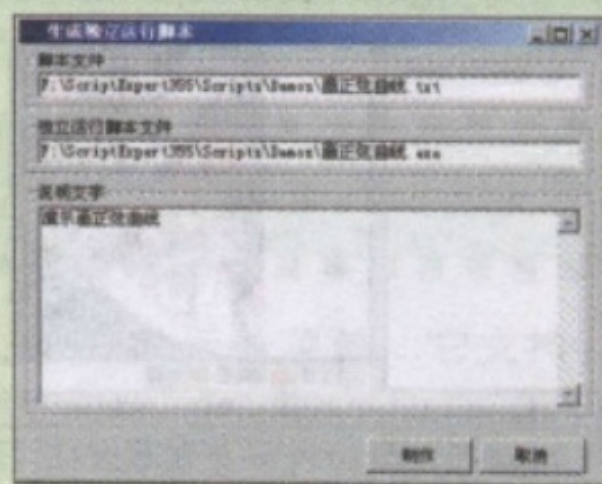 生成独立运行脚本
脚本文件
F:\ScriptExpert355\Scripts\Demos\画正弦曲线.txt
独立运行脚本文件
F:\ScriptExpert355\Scripts\Demos\画正弦曲线.exe
说明文字
演示画正弦曲线
制作
取消